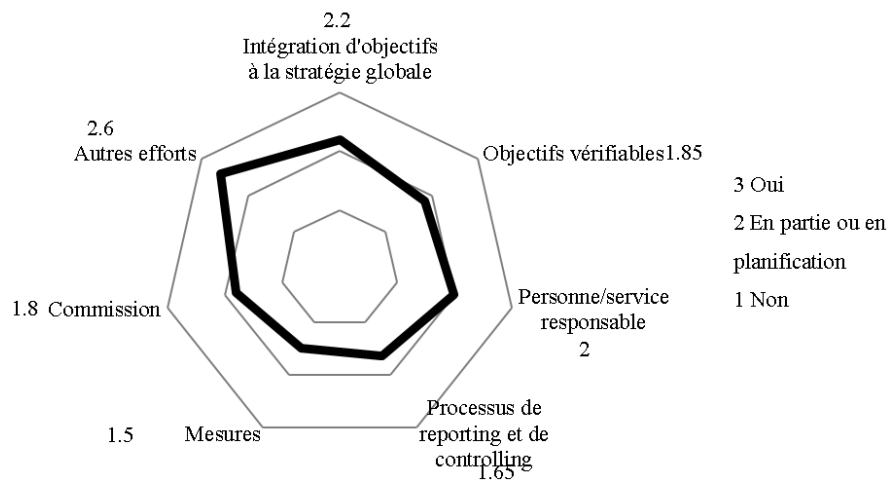 2.2
Intégration d'objectifs
à la stratégie globale
2.6
Autres efforts
Objectifs vérifiables1.85
3 Oui
2 En partie ou en
planification
1 Non
1.8 Commission
Personne/service
responsable
2
1.5
Mesures
Processus de
reporting et de
controlling
1.65